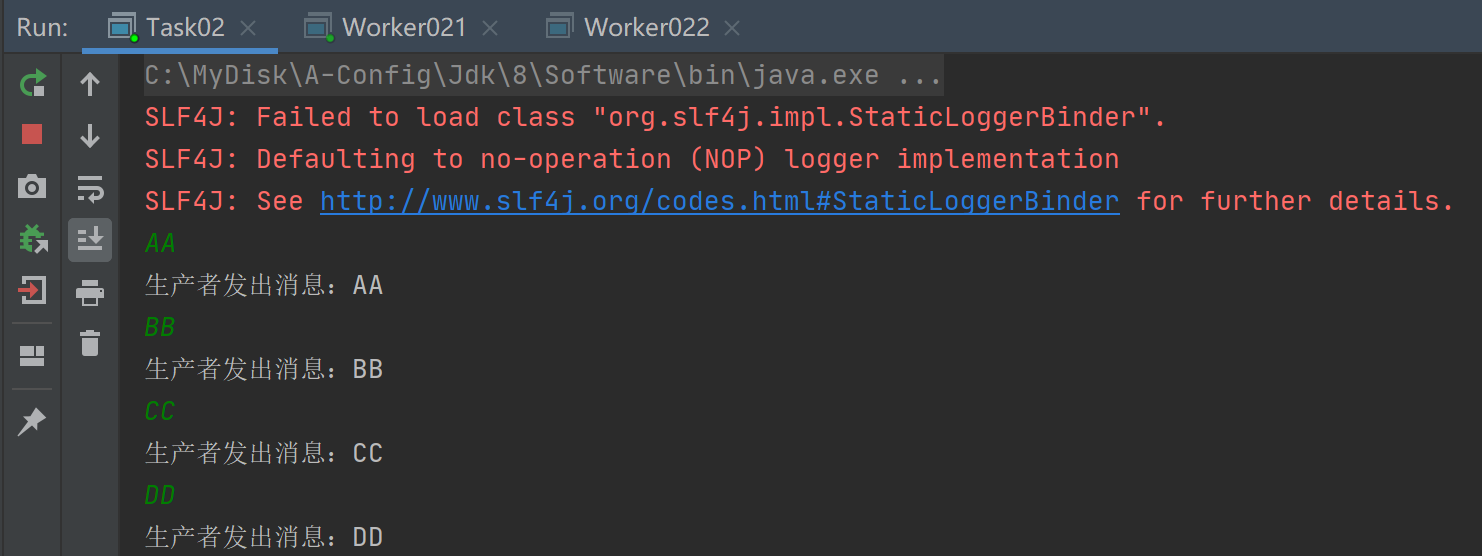 Run: Task02 Worker021 Worker022
C:\MyDisk\A-Config\Jdk\8\Software\bin\java.exe ...
SLF4J: Failed to load class "org.slf4j.impl.StaticLoggerBinder".
SLF4J: Defaulting to no-operation (NOP) logger implementation
SLF4J: See http://www.slf4j.org/codes.html#StaticLoggerBinder for further details.
AA
生产者发出消息：AA
BB
生产者发出消息：BB
CC
生产者发出消息：CC
DD
生产者发出消息：DD